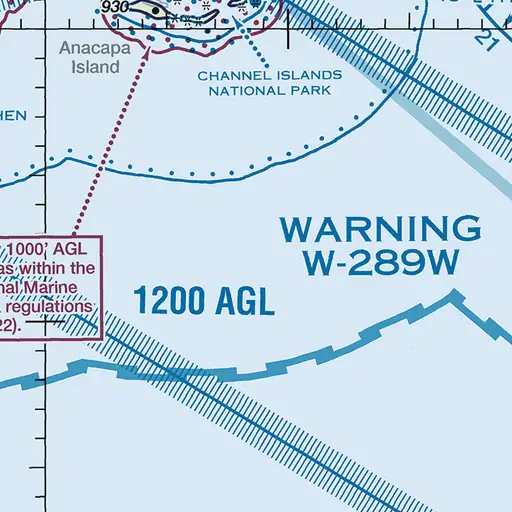 930
Anacapa
Island
CHANNEL ISLANDS
NATIONAL PARK
21
HEN
WARNING
W-289W
1000' AGL
as within the
nal Marine
regulations
22).
1200 AGL